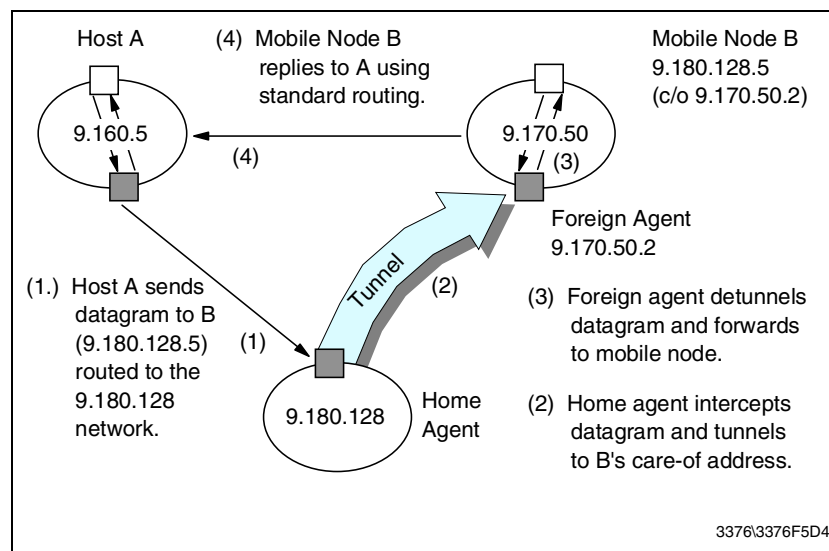 Host A
(4) Mobile Node B
replies to A using
standard routing.
Mobile Node B
9.180.128.5
(c/o 9.170.50.2)
9.160.5
9.170.50
(4)
(3)
Foreign Agent
9.170.50.2
Tunnel
(2)
(1.) Host A sends
datagram to B
(9.180.128.5)
routed to the
9.180.128
network.
(1)
(3) Foreign agent detunnels
datagram and forwards
to mobile node.
9.180.128
Home
Agent
(2) Home agent intercepts
datagram and tunnels
to B's care-of address.
3376\3376F5D4